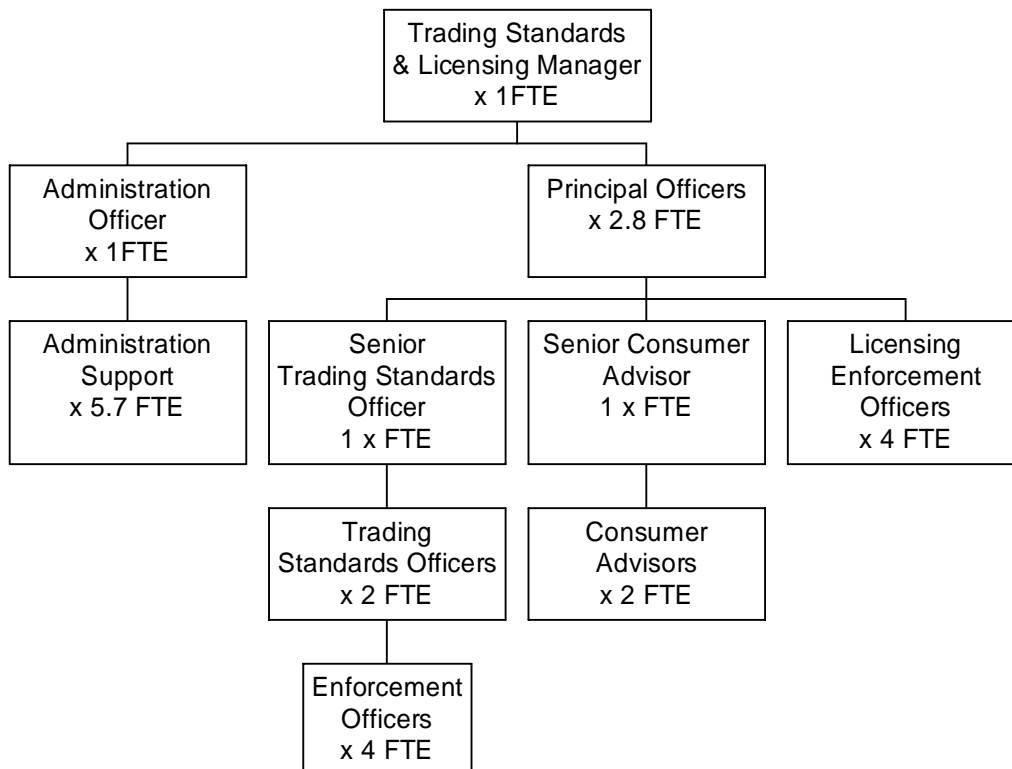 Trading Standards
& Licensing Manager
x 1FTE
Administration
Officer
x 1FTE
Principal Officers
x 2.8 FTE
Administration
Support
x 5.7 FTE
Senior
Trading Standards
Officer
1 x FTE
Senior Consumer
Advisor
1 x FTE
Licensing
Enforcement
Officers
x 4 FTE
Trading
Standards Officers
x 2 FTE
Consumer
Advisors
x 2 FTE
Enforcement
Officers
x 4 FTE